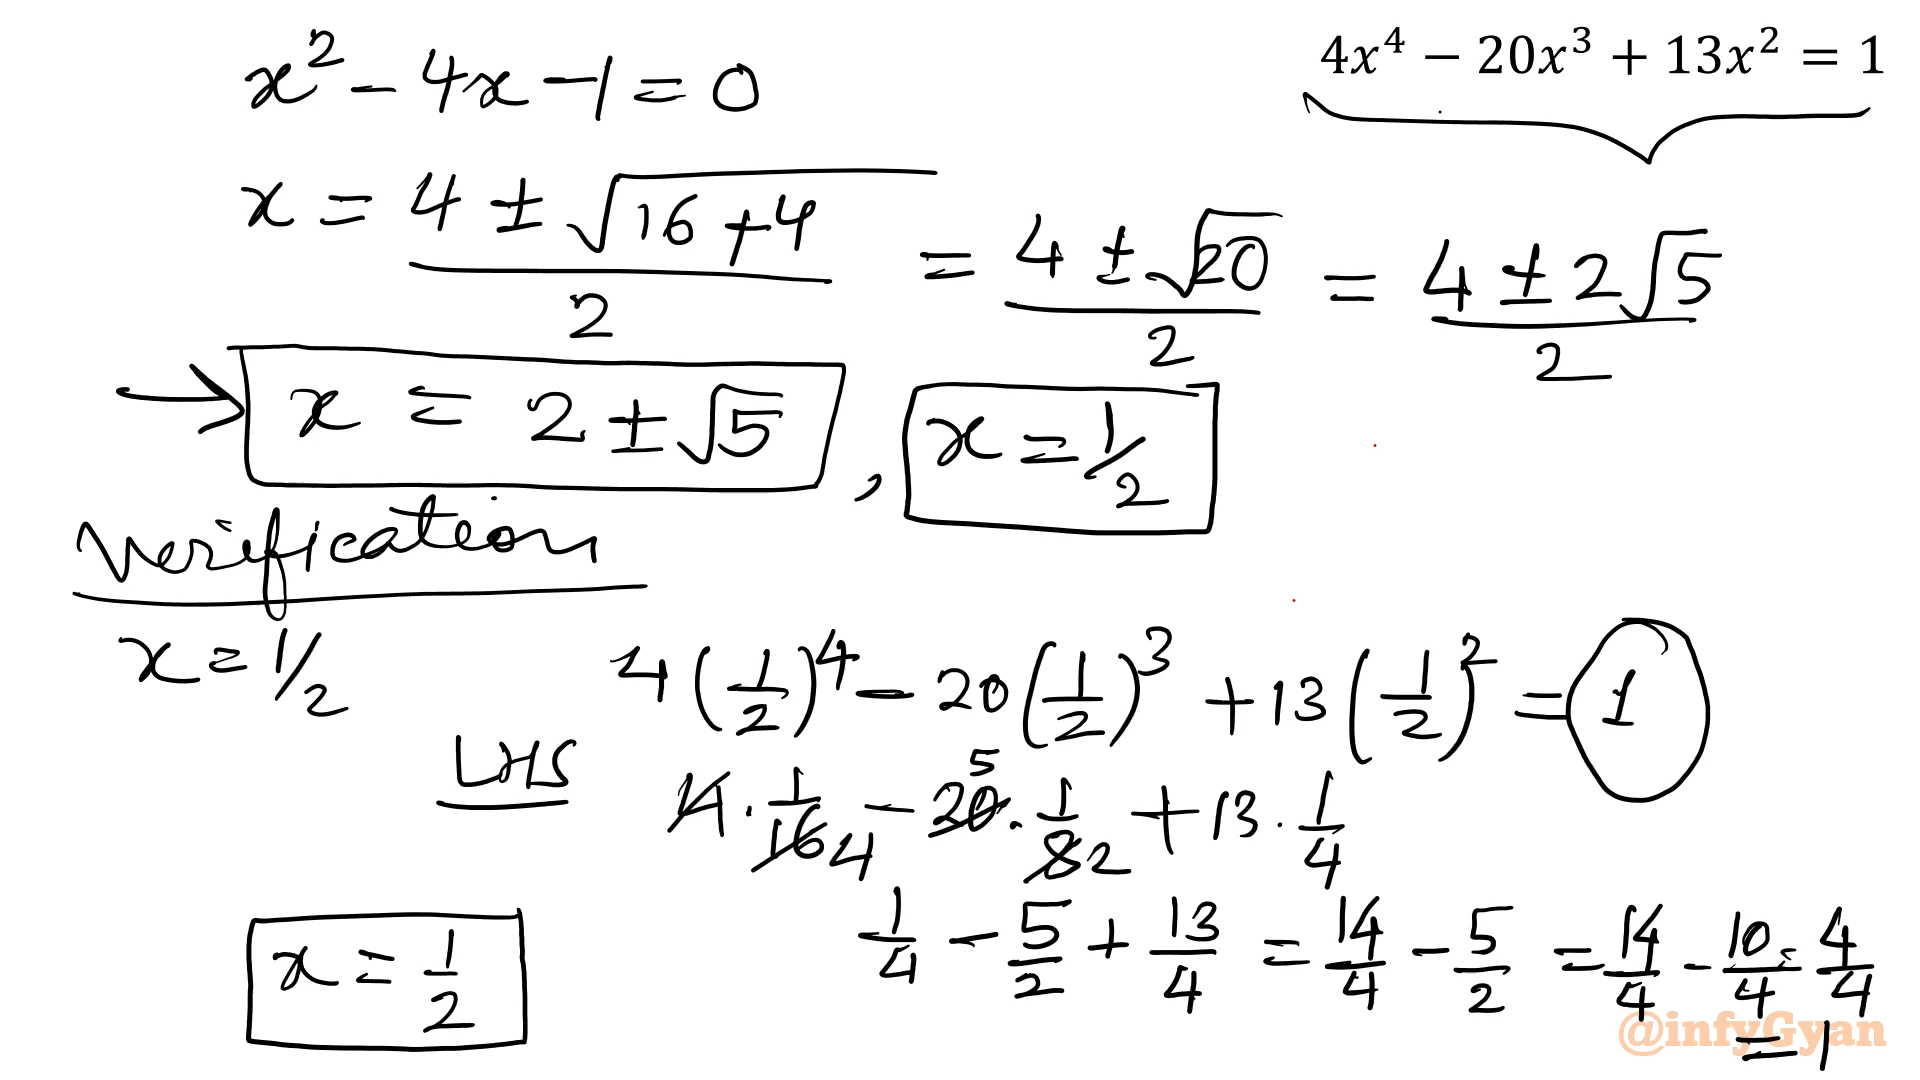 4x⁴ − 20x³ + 13x² = 1
x² − 4x − 1 = 0
x = (4 ± √(16 + 4))/2 = (4 ± √20)/2 = (4 ± 2√5)/2
→ x = 2 ± √5 , x = 1/2
Verification
x = 1/2 4(1/2)⁴ − 20(1/2)³ + 13(1/2)² = 1
LHS 4 · 1/16 4 − 20 5 · 1/8 2 + 13 · 1/4
1/4 − 5/2 + 13/4 = 14/4 − 5/2 = 14/4 − 10/4 = 4/4
= 1
x = 1/2
@infyGyan